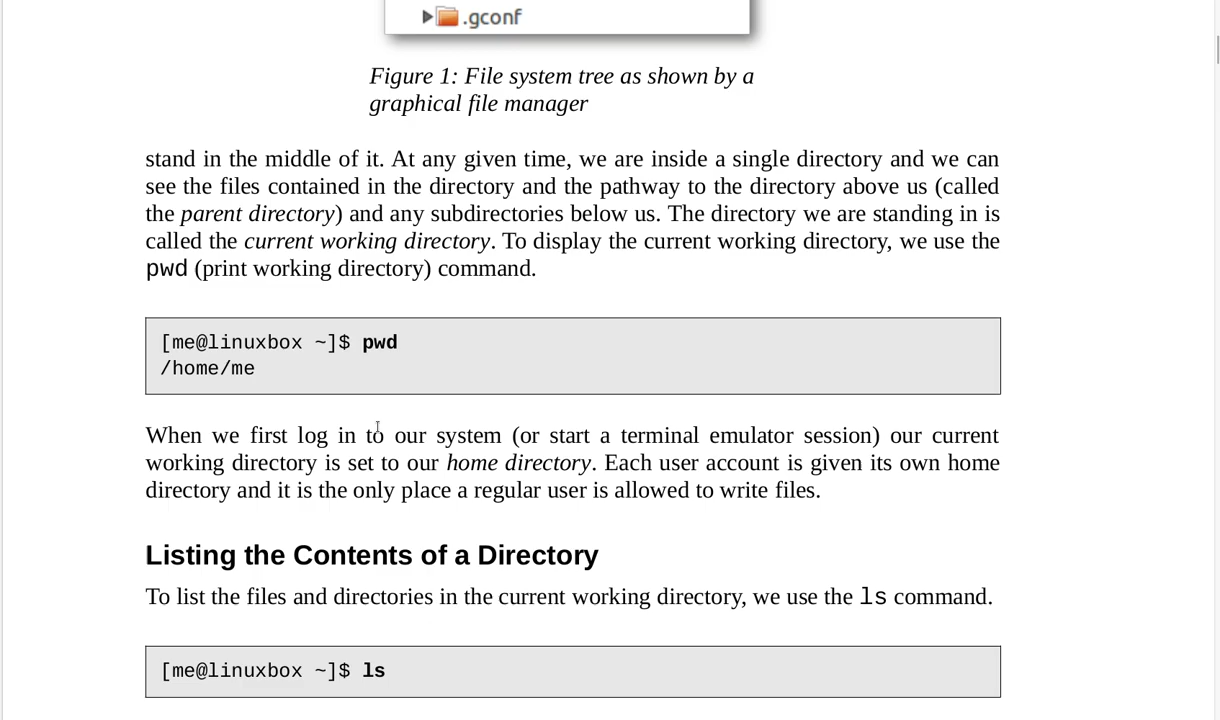 .gconf
Figure 1: File system tree as shown by a
graphical file manager
stand in the middle of it. At any given time, we are inside a single directory and we can
see the files contained in the directory and the pathway to the directory above us (called
the parent directory) and any subdirectories below us. The directory we are standing in is
called the current working directory. To display the current working directory, we use the
pwd (print working directory) command.
[me@linuxbox ~]$ pwd
/home/me
When we first log in to our system (or start a terminal emulator session) our current
working directory is set to our home directory. Each user account is given its own home
directory and it is the only place a regular user is allowed to write files.
Listing the Contents of a Directory
To list the files and directories in the current working directory, we use the ls command.
[me@linuxbox ~]$ ls